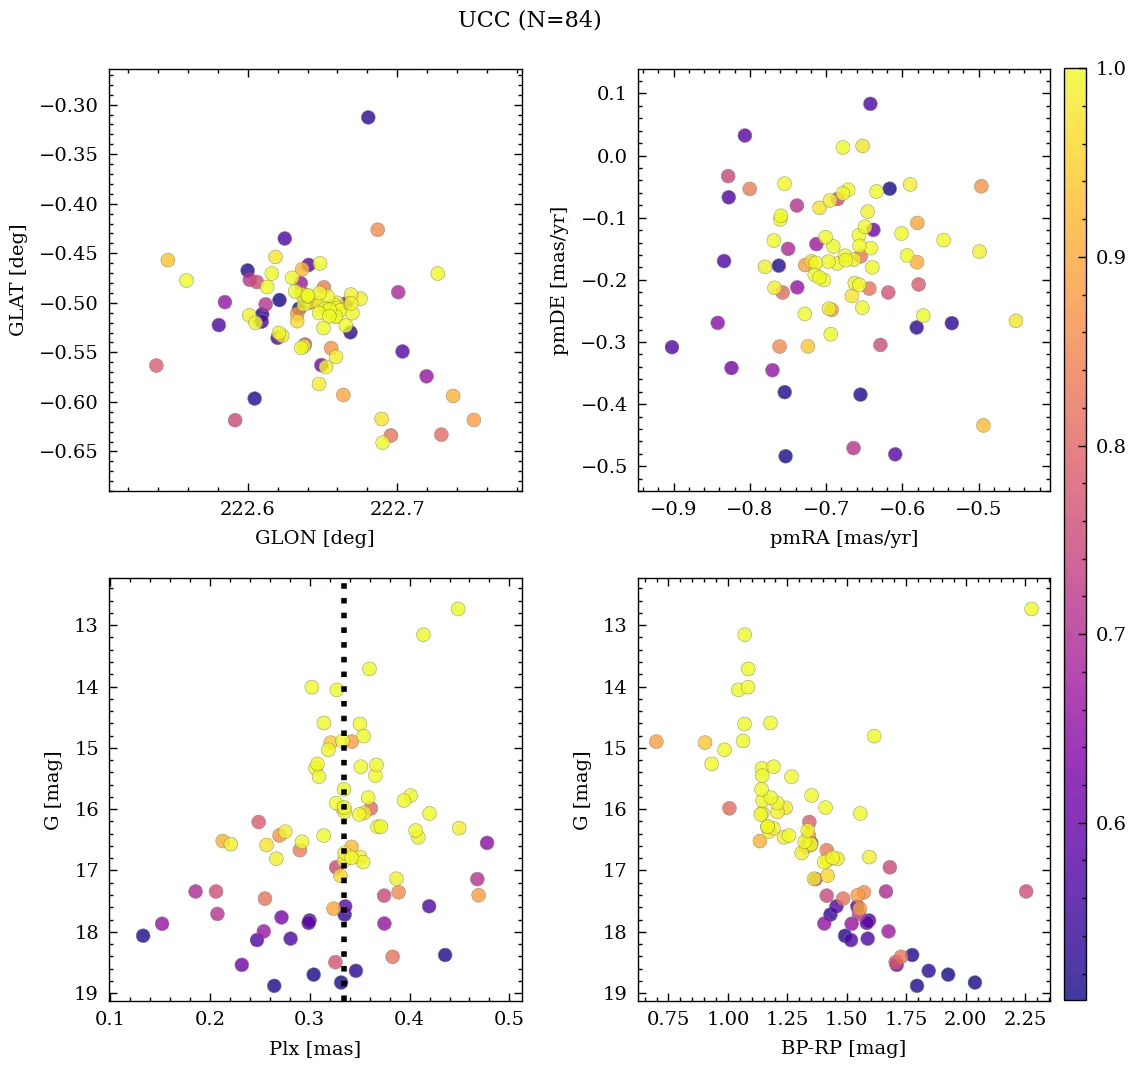 UCC (N=84)
−0.30
−0.35
−0.40
−0.45
−0.50
−0.55
−0.60
−0.65
GLAT [deg]
222.6 222.7
GLON [deg]
0.1
0.0
−0.1
−0.2
−0.3
−0.4
−0.5
pmDE [mas/yr]
−0.9 −0.8 −0.7 −0.6 −0.5
pmRA [mas/yr]
13
14
15
16
17
18
19
G [mag]
0.1 0.2 0.3 0.4 0.5
Plx [mas]
13
14
15
16
17
18
19
G [mag]
0.75 1.00 1.25 1.50 1.75 2.00 2.25
BP-RP [mag]
1.0
0.9
0.8
0.7
0.6